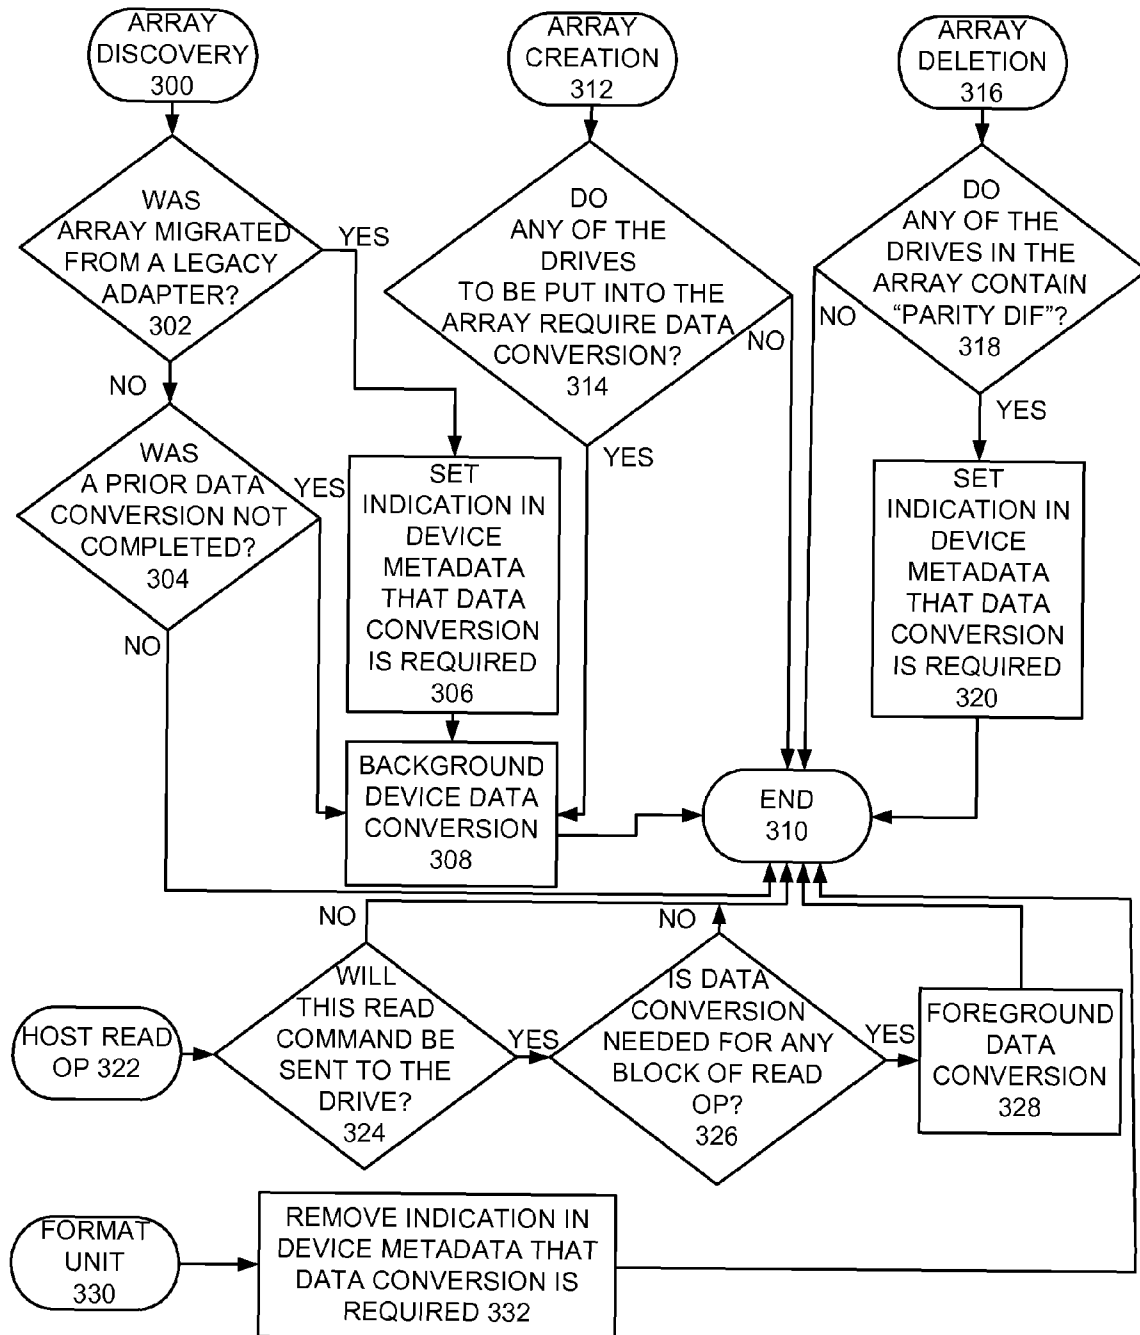 ARRAY
DISCOVERY
300
WAS
ARRAY MIGRATED
FROM A LEGACY
ADAPTER?
302
YES
NO
WAS
A PRIOR DATA
CONVERSION NOT
COMPLETED?
304
YES
NO
SET
INDICATION IN
DEVICE
METADATA
THAT DATA
CONVERSION
IS REQUIRED
306
BACKGROUND
DEVICE DATA
CONVERSION
308
ARRAY
CREATION
312
DO
ANY OF THE
DRIVES
TO BE PUT INTO THE
ARRAY REQUIRE DATA
CONVERSION?
314
NO
YES
ARRAY
DELETION
316
DO
ANY OF THE
DRIVES IN THE
ARRAY CONTAIN
“PARITY DIF”?
318
NO
YES
SET
INDICATION IN
DEVICE
METADATA
THAT DATA
CONVERSION
IS REQUIRED
320
END
310
HOST READ
OP 322
WILL
THIS READ
COMMAND BE
SENT TO THE
DRIVE?
324
NO
YES
IS DATA
CONVERSION
NEEDED FOR ANY
BLOCK OF READ
OP?
326
NO
YES
FOREGROUND
DATA
CONVERSION
328
FORMAT
UNIT
330
REMOVE INDICATION IN
DEVICE METADATA THAT
DATA CONVERSION IS
REQUIRED 332